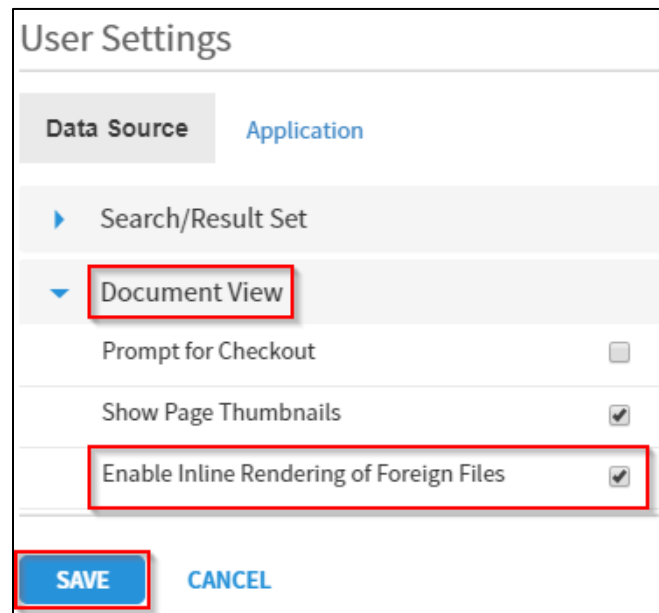 User Settings
Data Source Application
Search/Result Set
Document View
Prompt for Checkout
Show Page Thumbnails
Enable Inline Rendering of Foreign Files
SAVE CANCEL